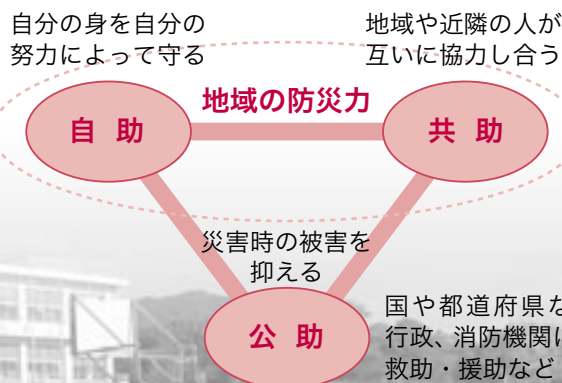 自分の身を自分の
努力によって守る
地域や近隣の人が
互いに協力し合う
地域の防災力
自助
共助
災害時の被害を
抑える
公助
国や都道府県な
行政、消防機関に
救助・援助など